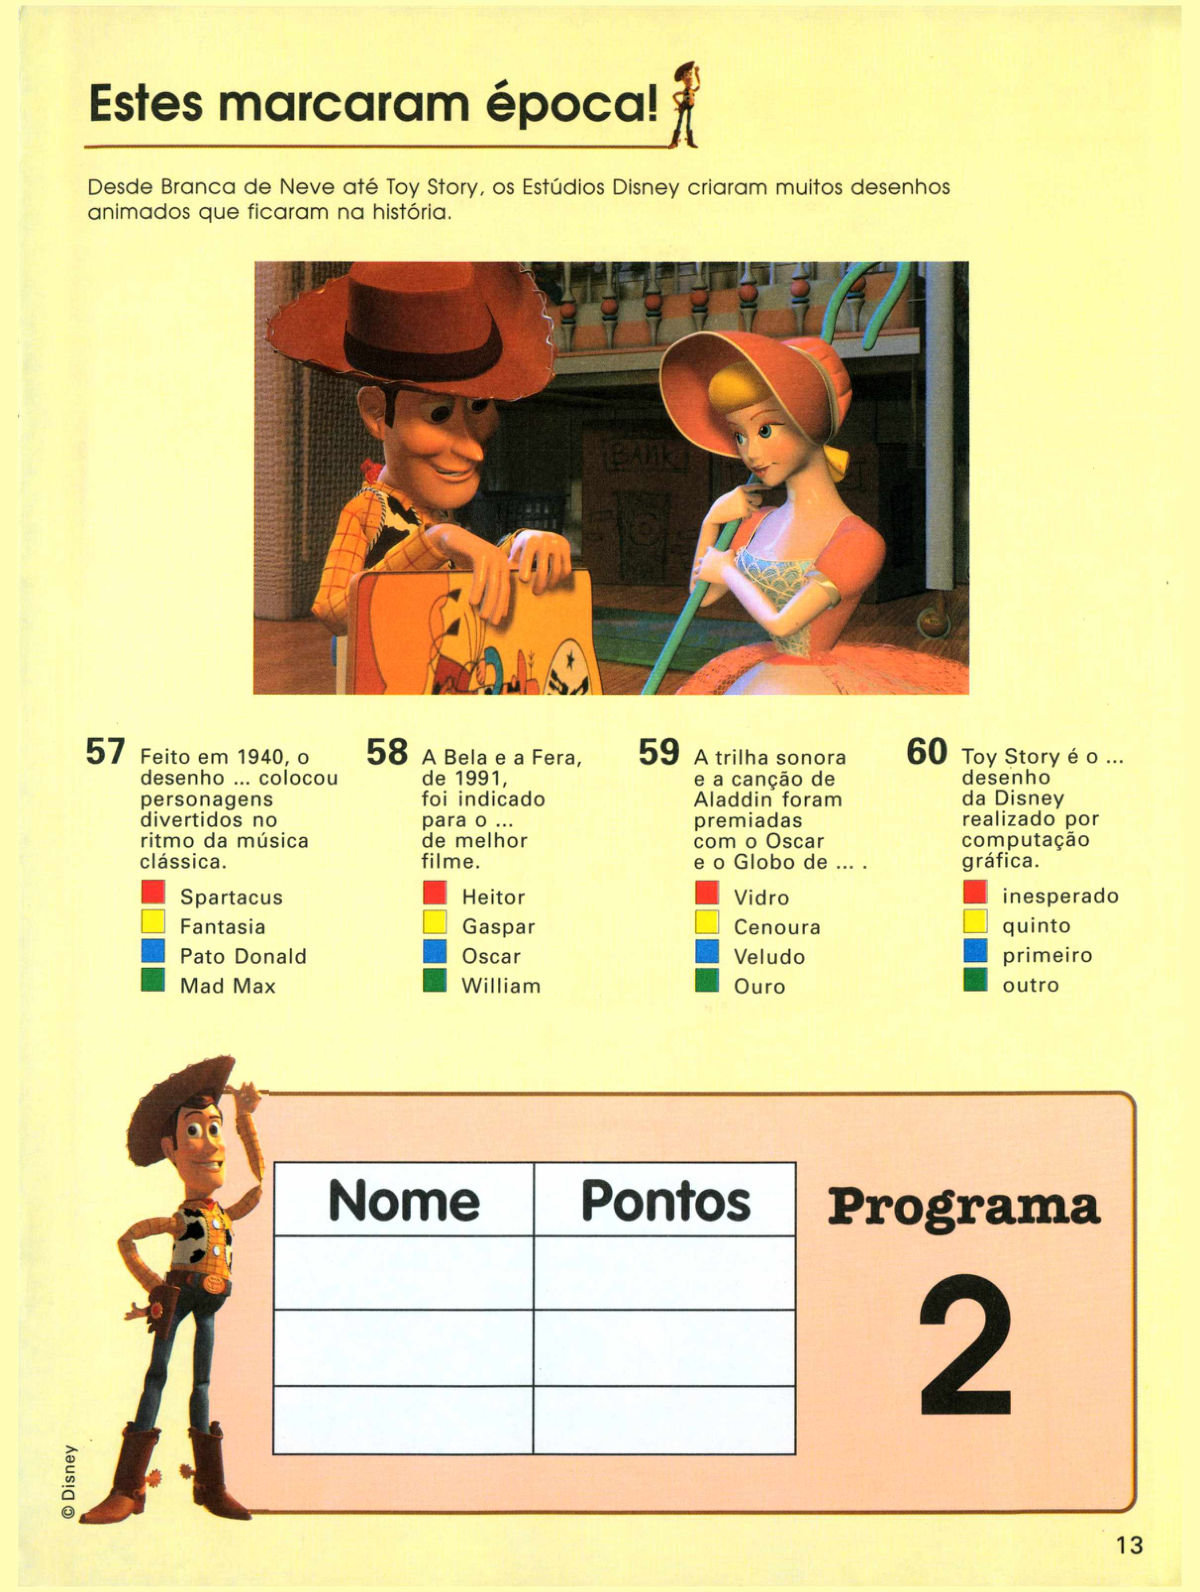 Estes marcaram época!
Desde Branca de Neve até Toy Story, os Estúdios Disney criaram muitos desenhos
animados que ficaram na história.
BANK
57 Feito em 1940, o
desenho ... colocou
personagens
divertidos no
ritmo da música
clássica.
Spartacus
Fantasia
Pato Donald
Mad Max
58 A Bela e a Fera,
de 1991,
foi indicado
para o ...
de melhor
filme.
Heitor
Gaspar
Oscar
William
59 A trilha sonora
e a canção de
Aladdin foram
premiadas
com o Oscar
e o Globo de ... .
Vidro
Cenoura
Veludo
Ouro
60 Toy Story é o ...
desenho
da Disney
realizado por
computação
gráfica.
inesperado
quinto
primeiro
outro
Nome Pontos
Programa
2
© Disney
13